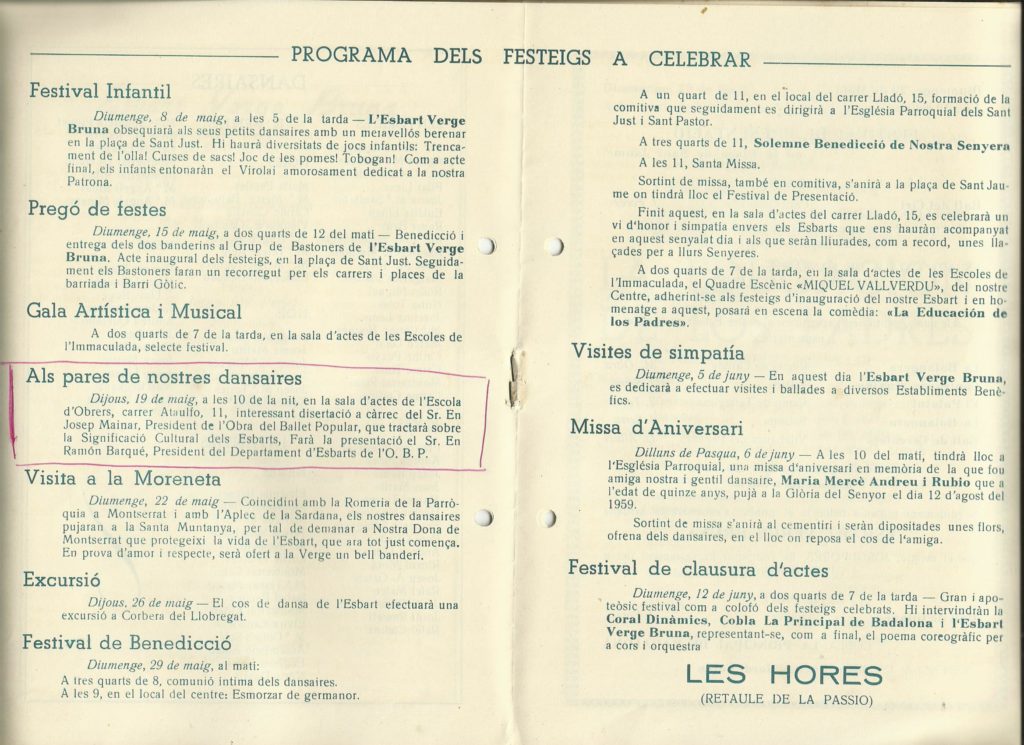 PROGRAMA DELS FESTEIGS A CELEBRAR
Festival Infantil
Diumenge, 8 de maig, a les 5 de la tarda — L'Esbart Verge
Bruna obsequiarà als seus petits dansaires amb un meiavellós berenar
en la plaça de Sant Just. Hi haurà diversitats de jocs infantils: Trenca-
ment de l'olla! Curses de sacs! Joc de les pomes! Tobogan! Com a acte
final, els infants entonaràn el Virolai amorosament dedicat a la nostra
Patrona.
Pregó de festes
Diumenge, 15 de maig, a dos quarts de 12 del matí — Benedicció i
entrega dels dos banderins al Grup de Bastoners de l'Esbart Verge
Bruna. Acte inaugural dels festeigs, en la plaça de Sant Just. Seguida-
ment els Bastoners faran un recorregut per els carrers i places de la
barriada i Barri Gòtic.
Gala Artística i Musical
A dos quarts de 7 de la tarda, en la sala d'actes de les Escoles de
l'Immaculada, selecte festival.
Als pares de nostres dansaires
Dijous, 19 de maig, a les 10 de la nit, en la sala d'actes de l'Escola
d'Obrers, carrer Ataulfo, 11, interessant disertació a càrrec del Sr. En
Josep Mainar, President de l'Obra del Ballet Popular, que tractarà sobre
la Significació Cultural dels Esbarts, Farà la presentació el Sr. En
Ramón Barqué, President del Departament d'Esbarts de l'O. B. P.
Visita a la Moreneta
Diumenge, 22 de maig — Coincidint amb la Romeria de la Parrò-
quia a Montserrat i amb l'Aplec de la Sardana, els nostres dansaires
pujaran a la Santa Muntanya, per tal de demanar a Nostra Dona de
Montserrat que protegeixi la vida de l'Esbart, que ara tot just comença.
En prova d'amor i respecte, serà ofert a la Verge un bell banderí.
Excursió
Dijous, 26 de maig — El cos de dansa de l'Esbart efectuarà una
excursió a Corbera del Llobregat.
Festival de Benedicció
Diumenge, 29 de maig, al matí:
A tres quarts de 8, comunió íntima dels dansaires.
A les 9, en el local del centre: Esmorzar de germanor.
A un quart de 11, en el local del carrer Lladó, 15, formació de la
comitiva que seguidament es dirigirà a l'Església Parroquial dels Sant
Just i Sant Pastor.
A tres quarts de 11, Solemne Benedicció de Nostra Senyera
A les 11, Santa Missa.
Sortint de missa, també en comitiva, s'anirà a la plaça de Sant Jau-
me on tindrà lloc el Festival de Presentació.
Finit aquest, en la sala d'actes del carrer Lladó, 15, es celebrarà un
vi d'honor i simpatía envers els Esbarts que ens hauràn acompanyat
en aquest senyalat dia i als que seràn lliurades, com a record, unes lla-
çades per a llurs Senyeres.
A dos quarts de 7 de la tarda, en la sala d'actes de les Escoles de
l'Immaculada, el Quadre Escènic «MIQUEL VALLVERDU», del nostre
Centre, adherint-se als festeigs d'inauguració del nostre Esbart i en ho-
menatge a aquest, posarà en escena la comèdia: «La Educación de
los Padres».
Visites de simpatía
Diumenge, 5 de juny — En aquest dia l'Esbart Verge Bruna,
es dedicarà a efectuar visites i ballades a diversos Establiments Benè-
fics.
Missa d'Aniversari
Dilluns de Pasqua, 6 de juny — A les 10 del matí, tindrà lloc a
l'Església Parroquial, una missa d'aniversari en memòria de la que fou
amiga nostra i gentil dansaire, Maria Mercè Andreu i Rubio que a
l'edat de quinze anys, pujà a la Glòria del Senyor el dia 12 d'agost del
1959.
Sortint de missa s'anirà al cementiri i seràn dipositades unes flors,
ofrena dels dansaires, en el lloc on reposa el cos de l'amiga.
Festival de clausura d'actes
Diumenge, 12 de juny, a dos quarts de 7 de la tarda — Gran i apo-
teòsic festival com a colofó dels festeigs celebrats. Hi intervindràn la
Coral Dinàmics, Cobla La Principal de Badalona i l'Esbart
Verge Bruna, representant-se, com a final, el poema coreogràfic per
a cors i orquestra
LES HORES
(RETAULE DE LA PASSIO)